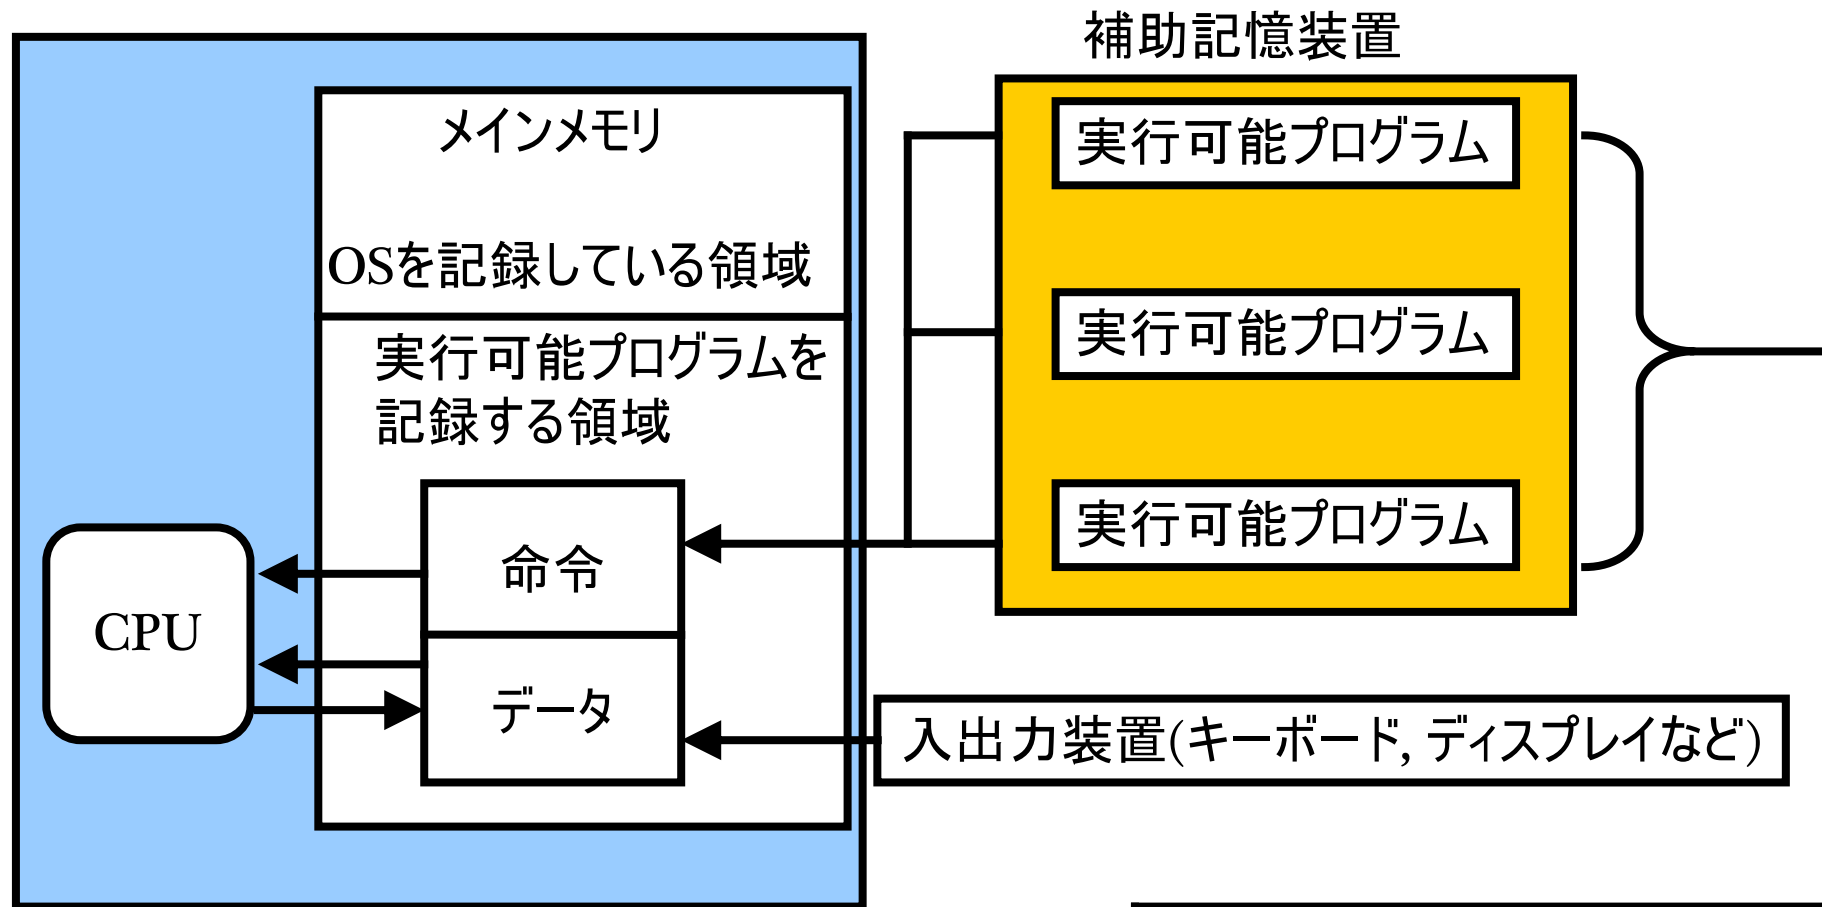 補助記憶装置
メインメモリ
実行可能プログラム
OSを記録している領域
実行可能プログラムを
記録する領域
実行可能プログラム
実行可能プログラム
命令
CPU
データ
入出力装置(キーボード, ディスプレイなど)